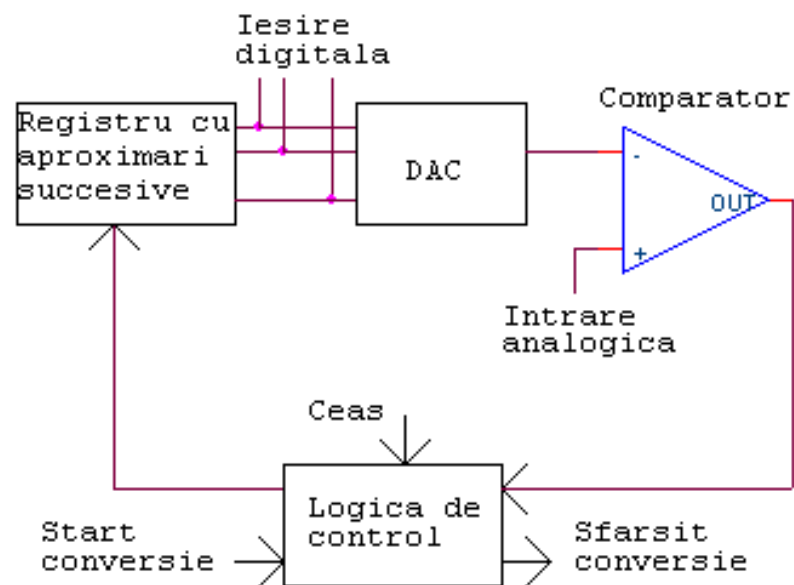 Iesire
digitala
Comparator
Registru cu
aproximari
succesive
DAC
-
OUT
+
Intrare
analogica
Ceas
Logica de
control
Start
conversie
Sfarsit
conversie